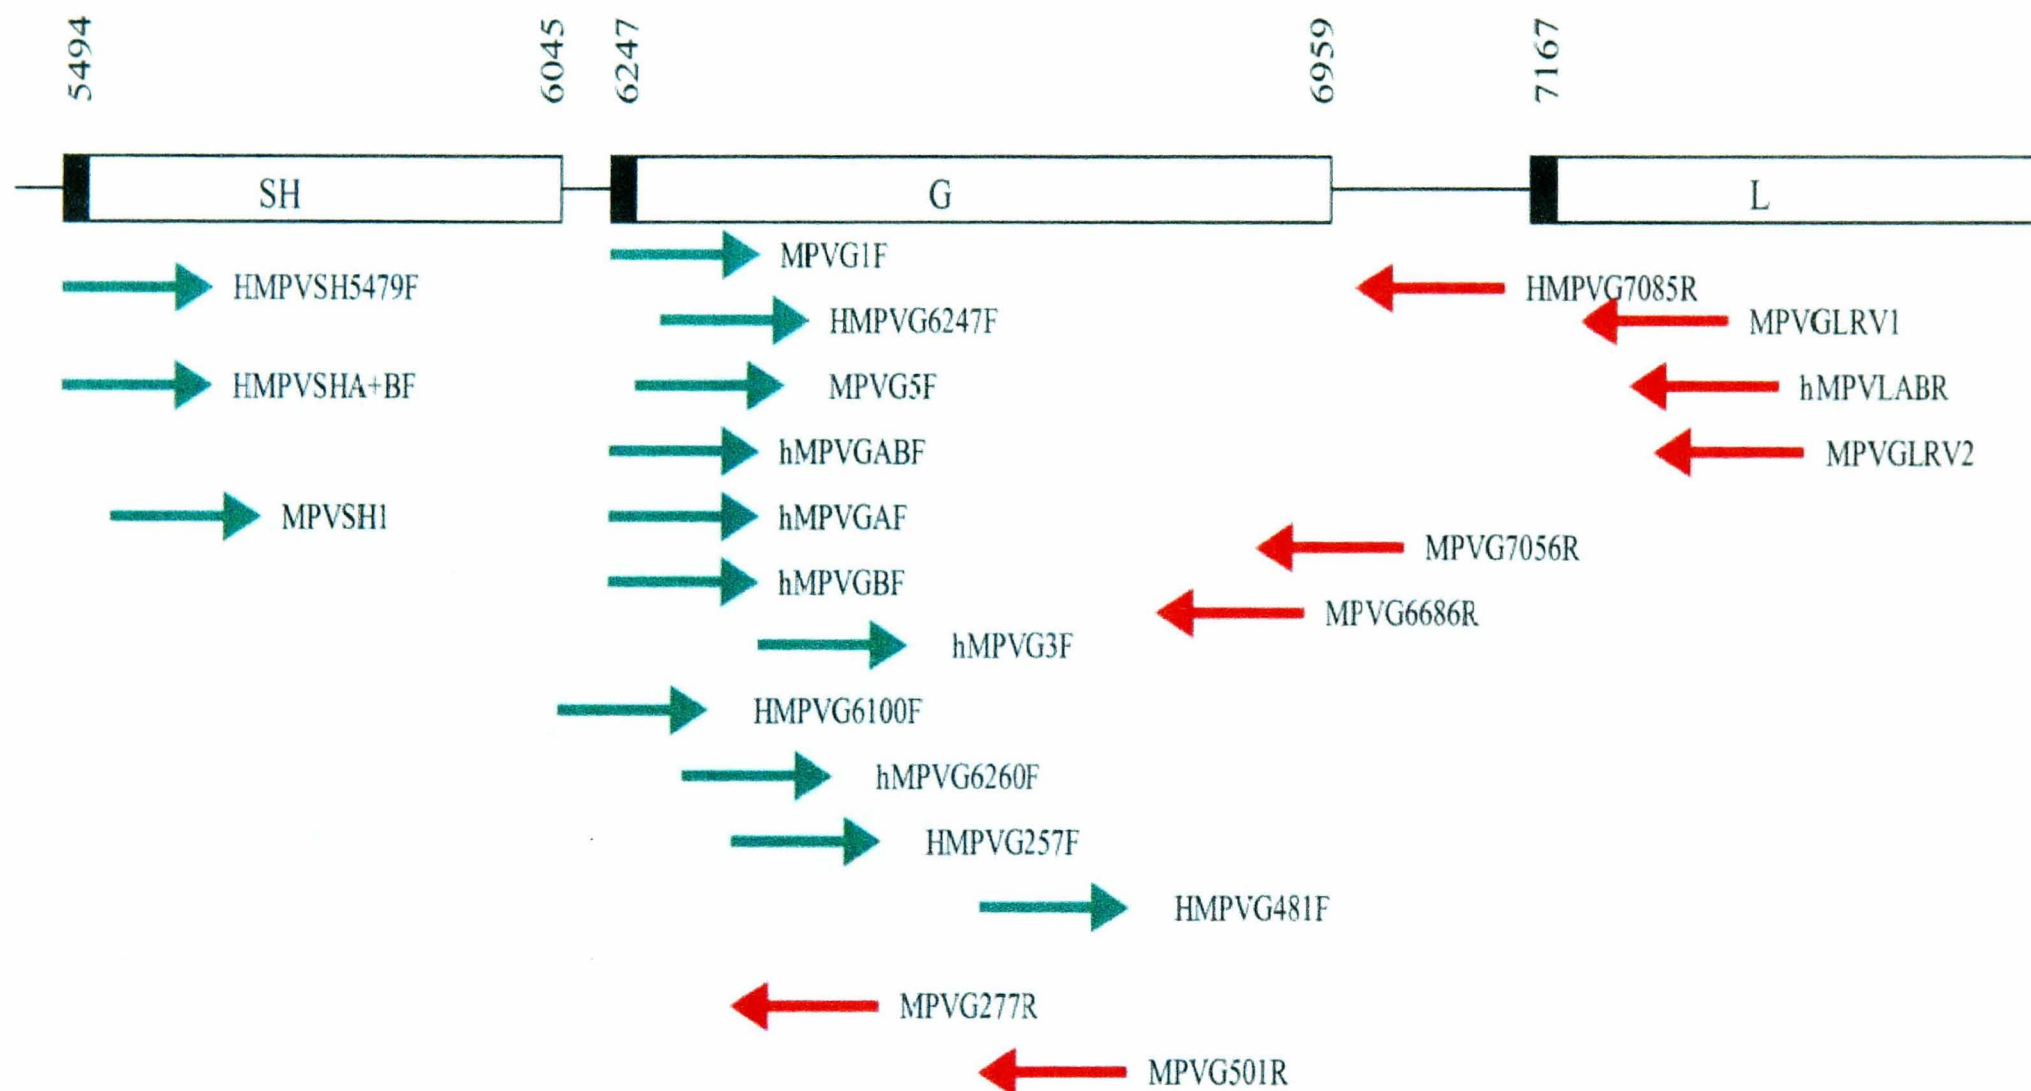 5494
6045
6247
6959
7167
SH
G
L
MPVG1F
HMPVSH5479F
HMPVG7085R
HMPVG6247F
MPVGLRV1
HMPVSHA+BF
MPVG5F
hMPVLABR
hMPVGABF
MPVGLRV2
MPVSH1
hMPVGAF
MPVG7056R
hMPVGBF
MPVG6686R
hMPVG3F
HMPVG6100F
hMPVG6260F
HMPVG257F
HMPVG481F
MPVG277R
MPVG501R